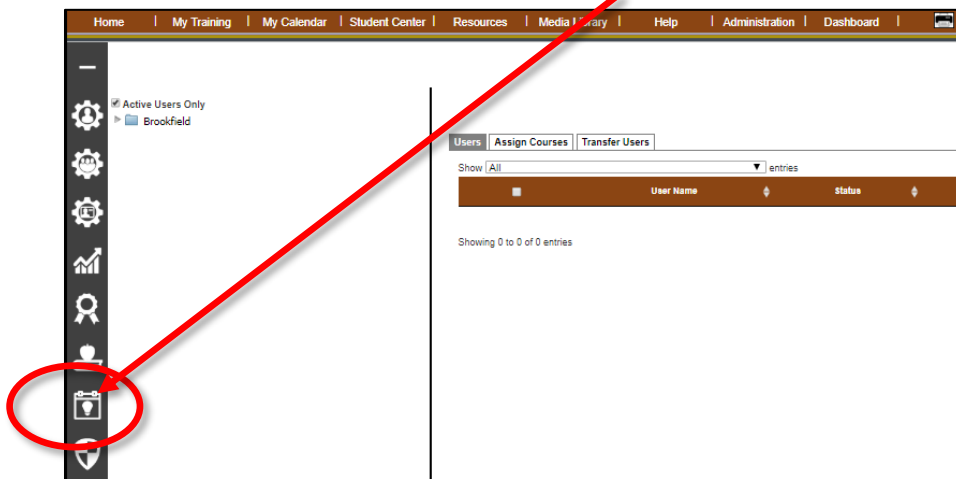 Home | My Training | My Calendar | Student Center | Resources | Media Library | Help | Administration | Dashboard |
Active Users Only
Brookfield
Users Assign Courses Transfer Users
Show All entries
User Name Status
Showing 0 to 0 of 0 entries